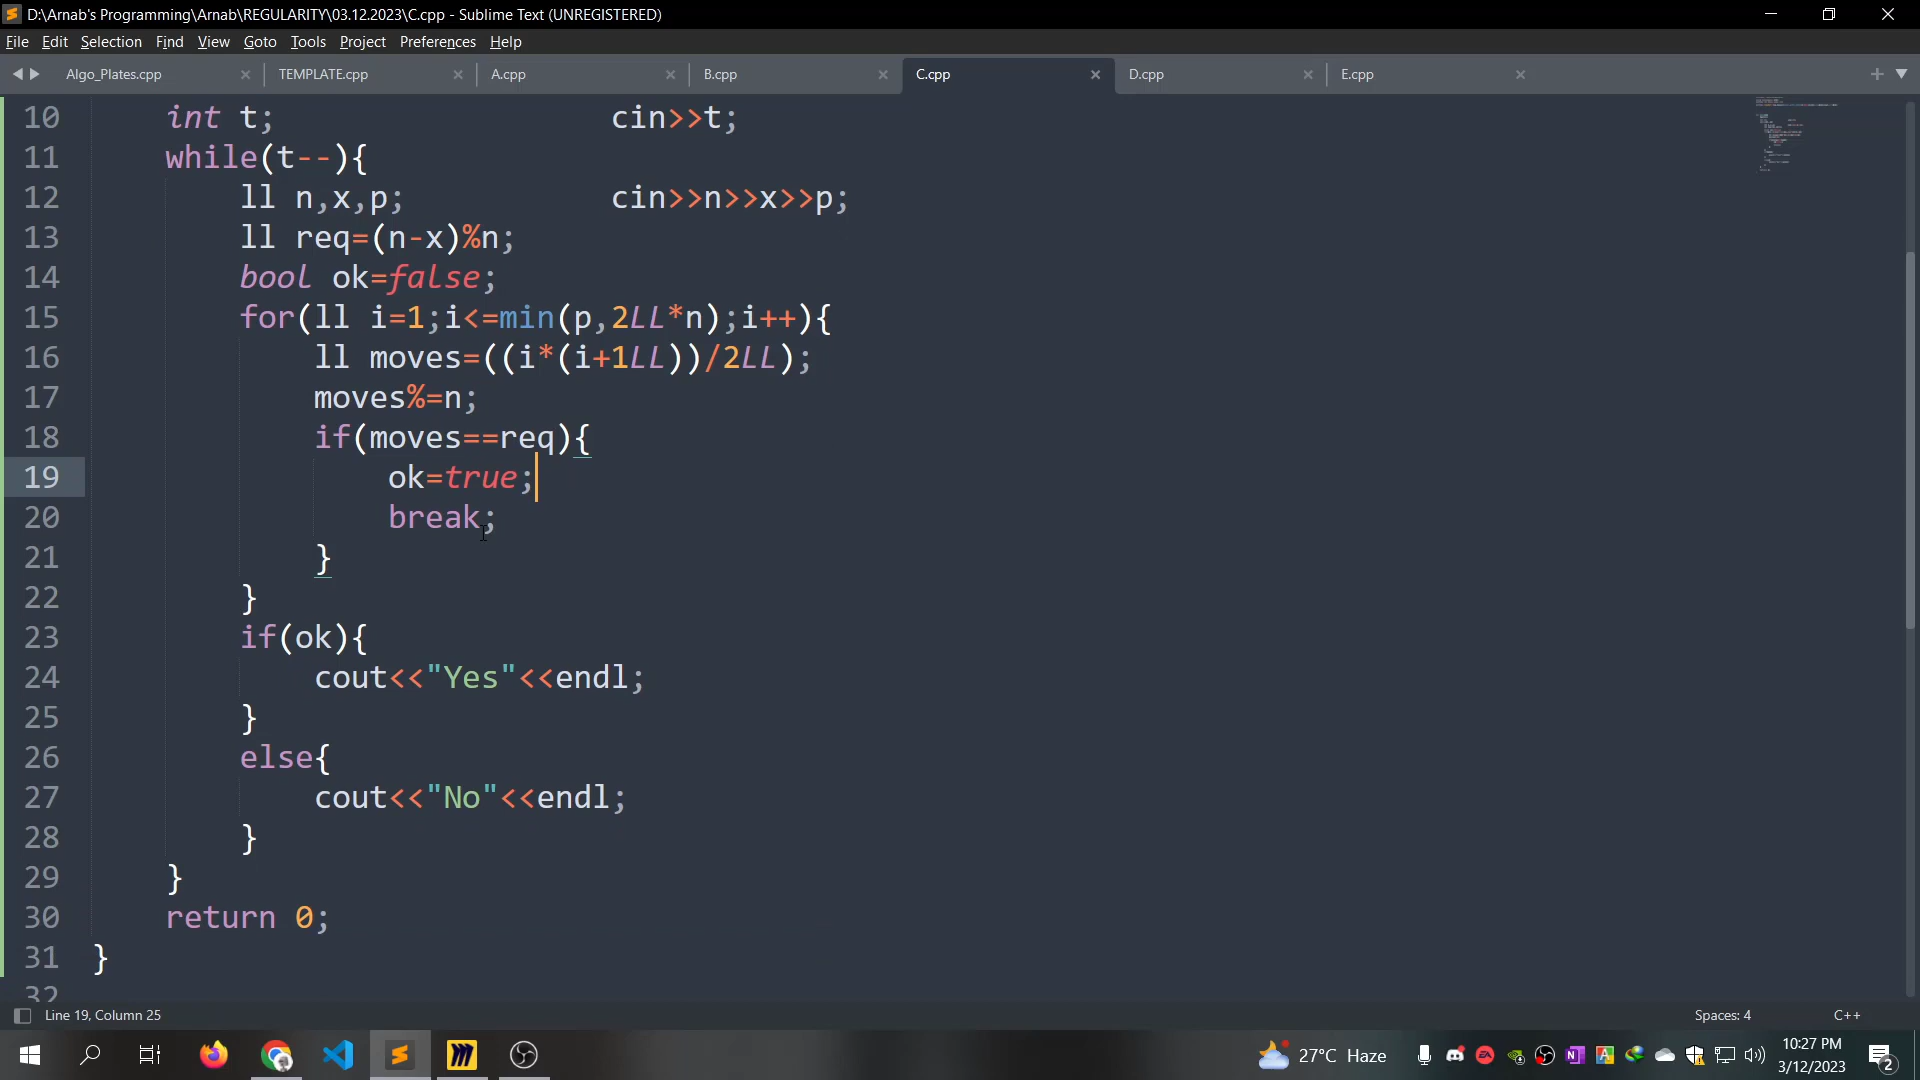 D:\Arnab's Programming\Arnab\REGULARITY\03.12.2023\C.cpp - Sublime Text (UNREGISTERED)
File Edit Selection Find View Goto Tools Project Preferences Help
Algo_Plates.cpp TEMPLATE.cpp A.cpp B.cpp C.cpp D.cpp E.cpp
10 int t; cin>>t;
11 while(t--){
12 ll n,x,p; cin>>n>>x>>p;
13 ll req=(n-x)%n;
14 bool ok=false;
15 for(ll i=1;i<=min(p,2LL*n);i++){
16 ll moves=((i*(i+1LL))/2LL);
17 moves%=n;
18 if(moves==req){
19 ok=true;
20 break;
21 }
22 }
23 if(ok){
24 cout<<"Yes"<<endl;
25 }
26 else{
27 cout<<"No"<<endl;
28 }
29 }
30 return 0;
31 }
32
Line 19, Column 25 Spaces: 4 C++
27°C Haze 10:27 PM
3/12/2023 2